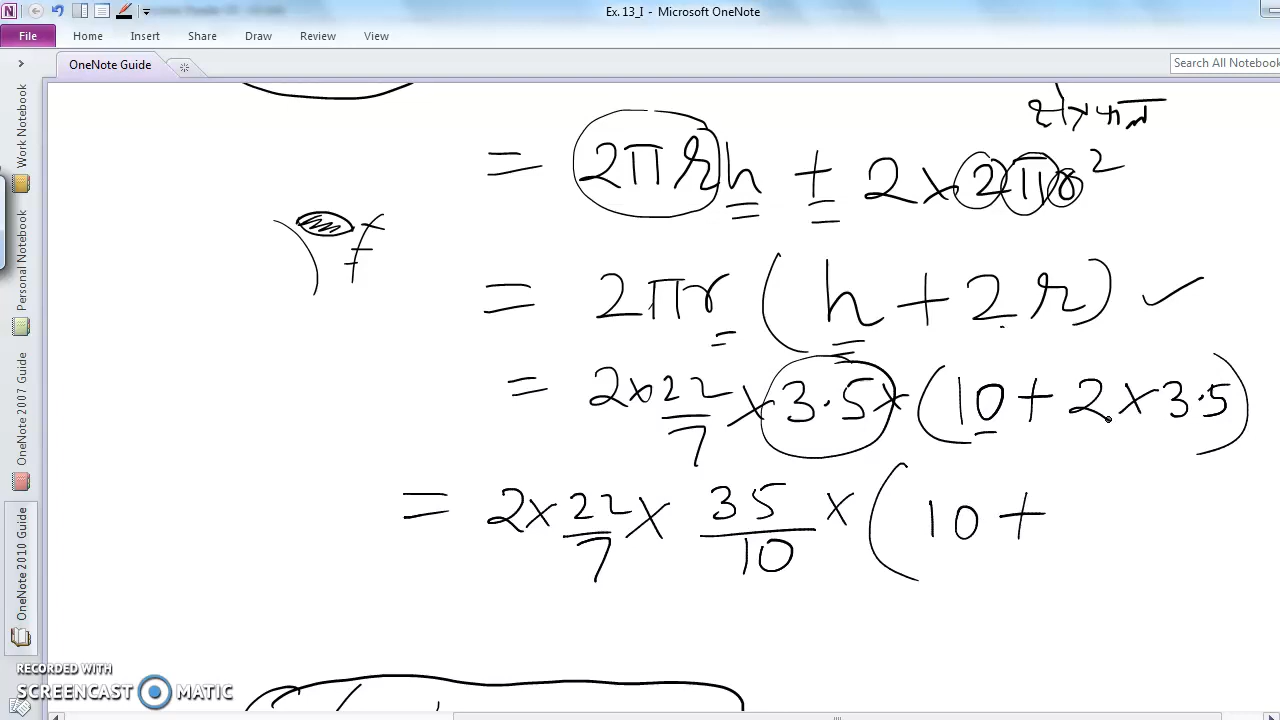 Ex. 13_I - Microsoft OneNote
File Home Insert Share Draw Review View
OneNote Guide
Search All Notebook
Work Notebook
Personal Notebook
OneNote 2007 Guide
OneNote 2010 Guide
= 2πrh + 2×2πr²
= 2πr (h + 2r) ✓
= 2×22/7 × 3.5 × (10 + 2×3.5)
= 2×22/7 × 35/10 × (10 +
RECORDED WITH
SCREENCAST MATIC